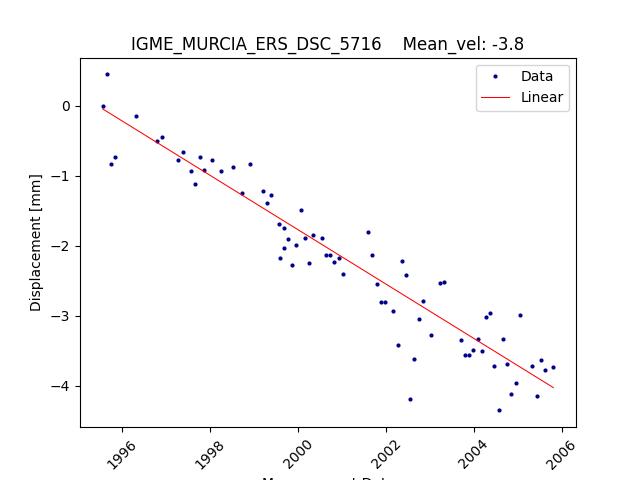 IGME_MURCIA_ERS_DSC_5716    Mean_vel: -3.8
Data
Linear
Displacement [mm]
0
−1
−2
−3
−4
1996
1998
2000
2002
2004
2006